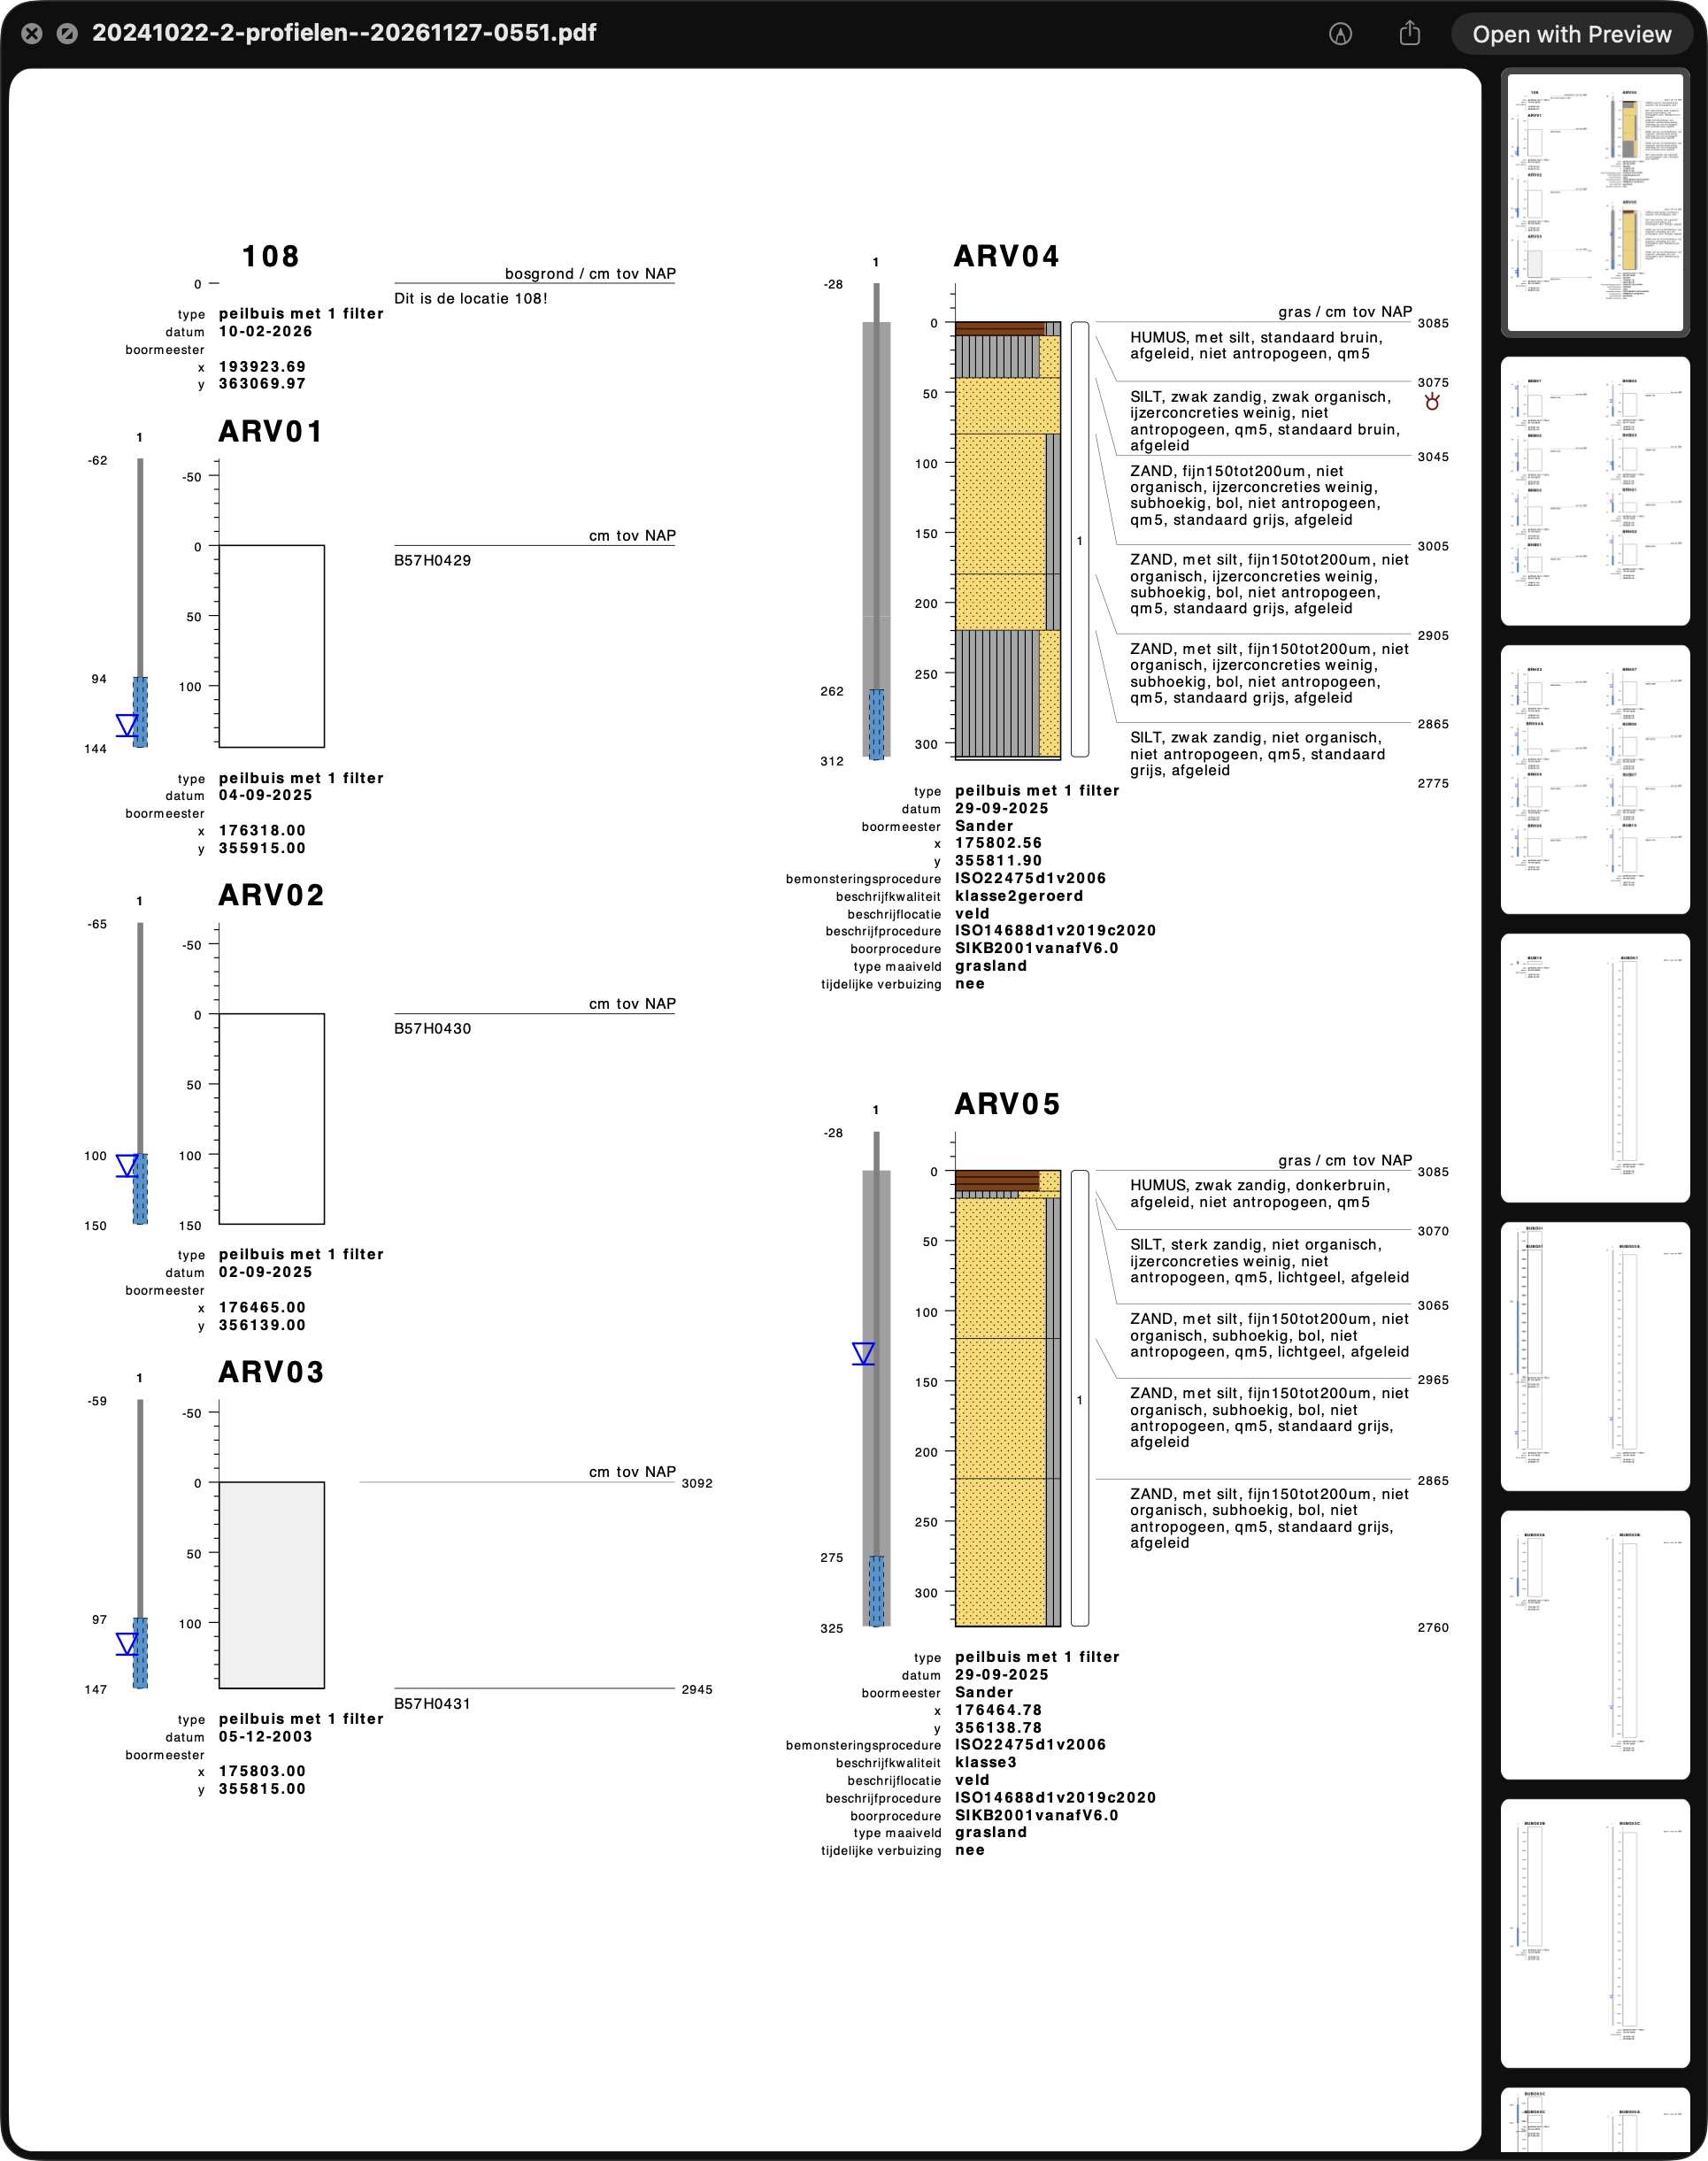 20241022-2-profielen--20261127-0551.pdf
Open with Preview
108
0
bosgrond / cm tov NAP
Dit is de locatie 108!
type peilbuis met 1 filter
datum 10-02-2026
boormeester
x 193923.69
y 363069.97
ARV01
1
-62
-50
0
50
100
94
144
cm tov NAP
B57H0429
type peilbuis met 1 filter
datum 04-09-2025
boormeester
x 176318.00
y 355915.00
ARV02
1
-65
-50
0
50
100
150
100
150
cm tov NAP
B57H0430
type peilbuis met 1 filter
datum 02-09-2025
boormeester
x 176465.00
y 356139.00
ARV03
1
-59
-50
0
50
100
97
147
cm tov NAP
3092
2945
B57H0431
type peilbuis met 1 filter
datum 05-12-2003
boormeester
x 175803.00
y 355815.00
ARV04
1
-28
0
50
100
150
200
250
300
262
312
1
gras / cm tov NAP
3085
HUMUS, met silt, standaard bruin,
afgeleid, niet antropogeen, qm5
3075
SILT, zwak zandig, zwak organisch,
ijzerconcreties weinig, niet
antropogeen, qm5, standaard bruin,
afgeleid
3045
ZAND, fijn150tot200um, niet
organisch, ijzerconcreties weinig,
subhoekig, bol, niet antropogeen,
qm5, standaard grijs, afgeleid
3005
ZAND, met silt, fijn150tot200um, niet
organisch, ijzerconcreties weinig,
subhoekig, bol, niet antropogeen,
qm5, standaard grijs, afgeleid
2905
ZAND, met silt, fijn150tot200um, niet
organisch, ijzerconcreties weinig,
subhoekig, bol, niet antropogeen,
qm5, standaard grijs, afgeleid
2865
SILT, zwak zandig, niet organisch,
niet antropogeen, qm5, standaard
grijs, afgeleid
2775
type peilbuis met 1 filter
datum 29-09-2025
boormeester Sander
x 175802.56
y 355811.90
bemonsteringsprocedure ISO22475d1v2006
beschrijfkwaliteit klasse2geroerd
beschrijflocatie veld
beschrijfprocedure ISO14688d1v2019c2020
boorprocedure SIKB2001vanafV6.0
type maaiveld grasland
tijdelijke verbuizing nee
ARV05
1
-28
0
50
100
150
200
250
300
275
325
1
gras / cm tov NAP
3085
HUMUS, zwak zandig, donkerbruin,
afgeleid, niet antropogeen, qm5
3070
SILT, sterk zandig, niet organisch,
ijzerconcreties weinig, niet
antropogeen, qm5, lichtgeel, afgeleid
3065
ZAND, met silt, fijn150tot200um, niet
organisch, subhoekig, bol, niet
antropogeen, qm5, lichtgeel, afgeleid
2965
ZAND, met silt, fijn150tot200um, niet
organisch, subhoekig, bol, niet
antropogeen, qm5, standaard grijs,
afgeleid
2865
ZAND, met silt, fijn150tot200um, niet
organisch, subhoekig, bol, niet
antropogeen, qm5, standaard grijs,
afgeleid
2760
type peilbuis met 1 filter
datum 29-09-2025
boormeester Sander
x 176464.78
y 356138.78
bemonsteringsprocedure ISO22475d1v2006
beschrijfkwaliteit klasse3
beschrijflocatie veld
beschrijfprocedure ISO14688d1v2019c2020
boorprocedure SIKB2001vanafV6.0
type maaiveld grasland
tijdelijke verbuizing nee